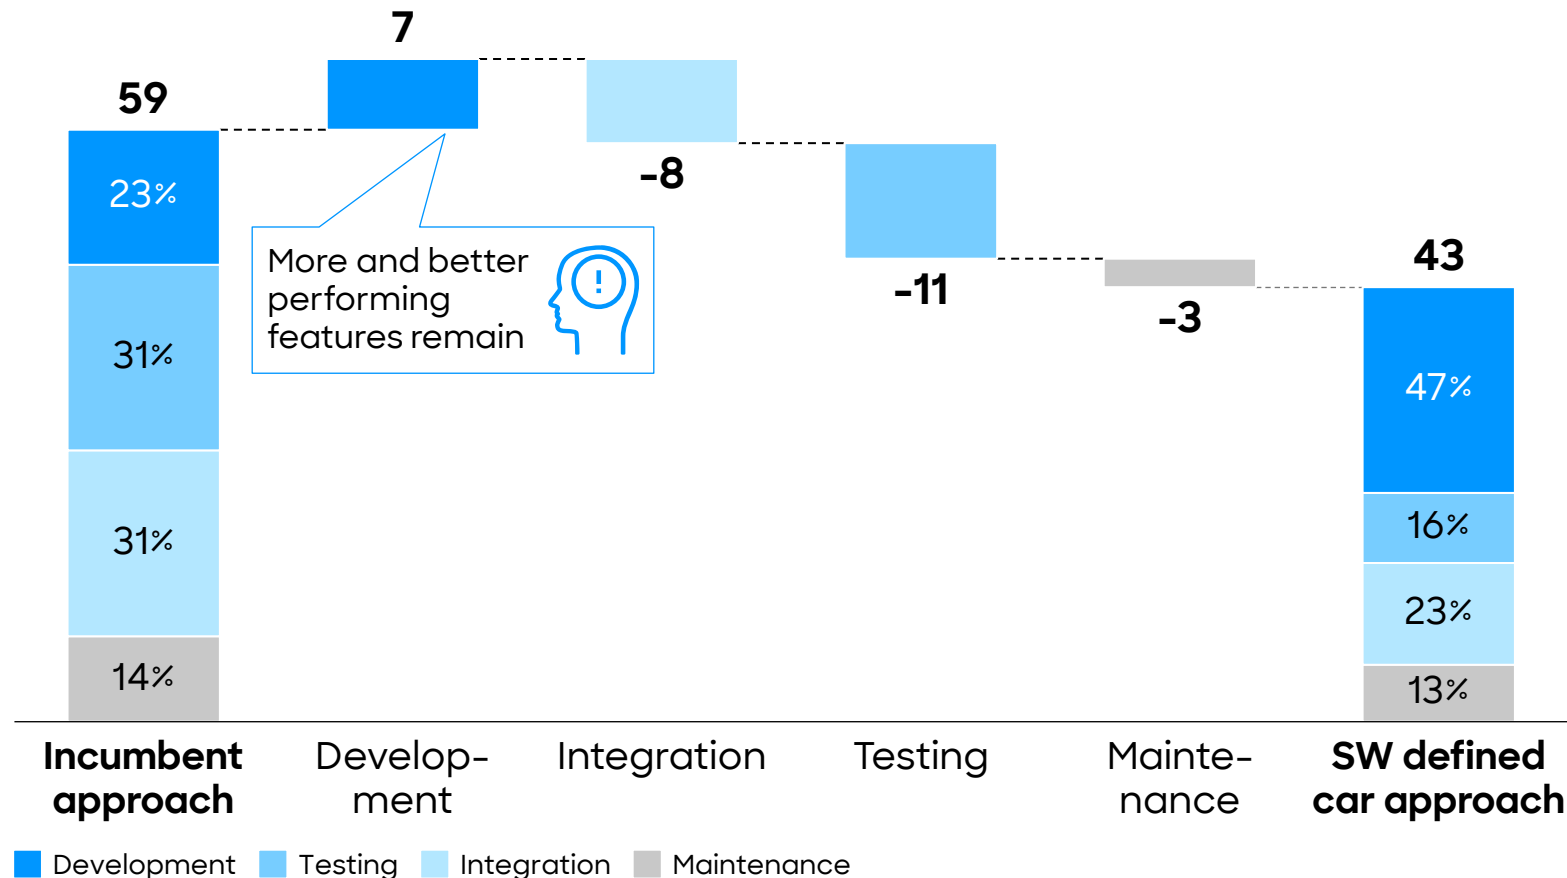 7
59
23%
31%
31%
14%
More and better
performing
features remain
!
-8
-11
-3
43
47%
16%
23%
13%
Incumbent
approach
Develop-
ment
Integration
Testing
Mainte-
nance
SW defined
car approach
Development
Testing
Integration
Maintenance